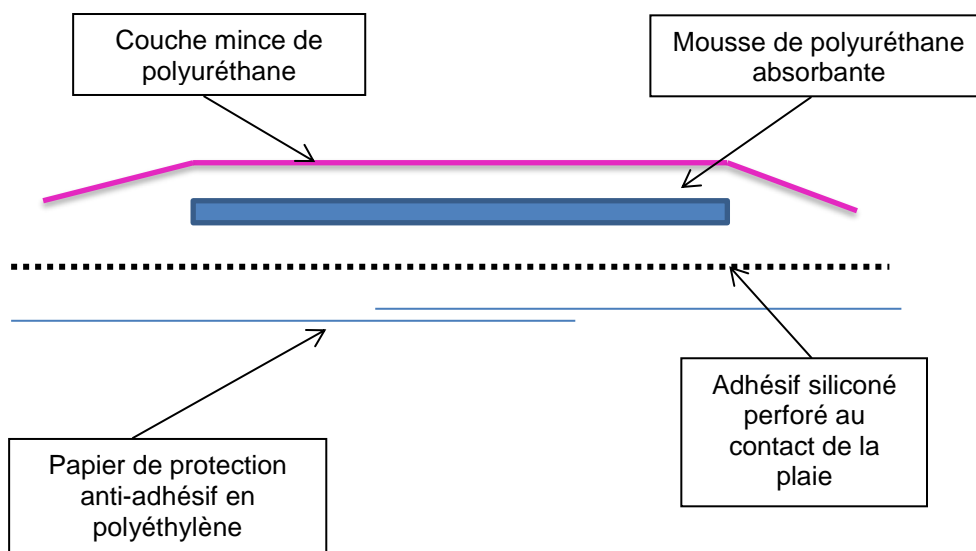 Couche mince de
polyuréthane
Mousse de polyuréthane
absorbante
Adhésif siliconé
perforé au
contact de la
plaie
Papier de protection
anti-adhésif en
polyéthylène